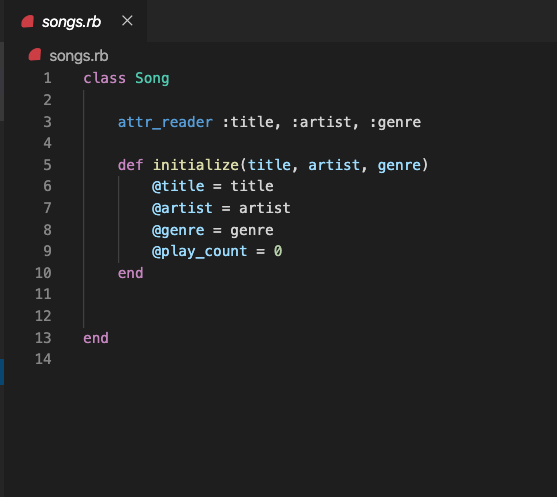 songs.rb ×
songs.rb
1 class Song
2
3     attr_reader :title, :artist, :genre
4
5     def initialize(title, artist, genre)
6         @title = title
7         @artist = artist
8         @genre = genre
9         @play_count = 0
10     end
11
12
13 end
14